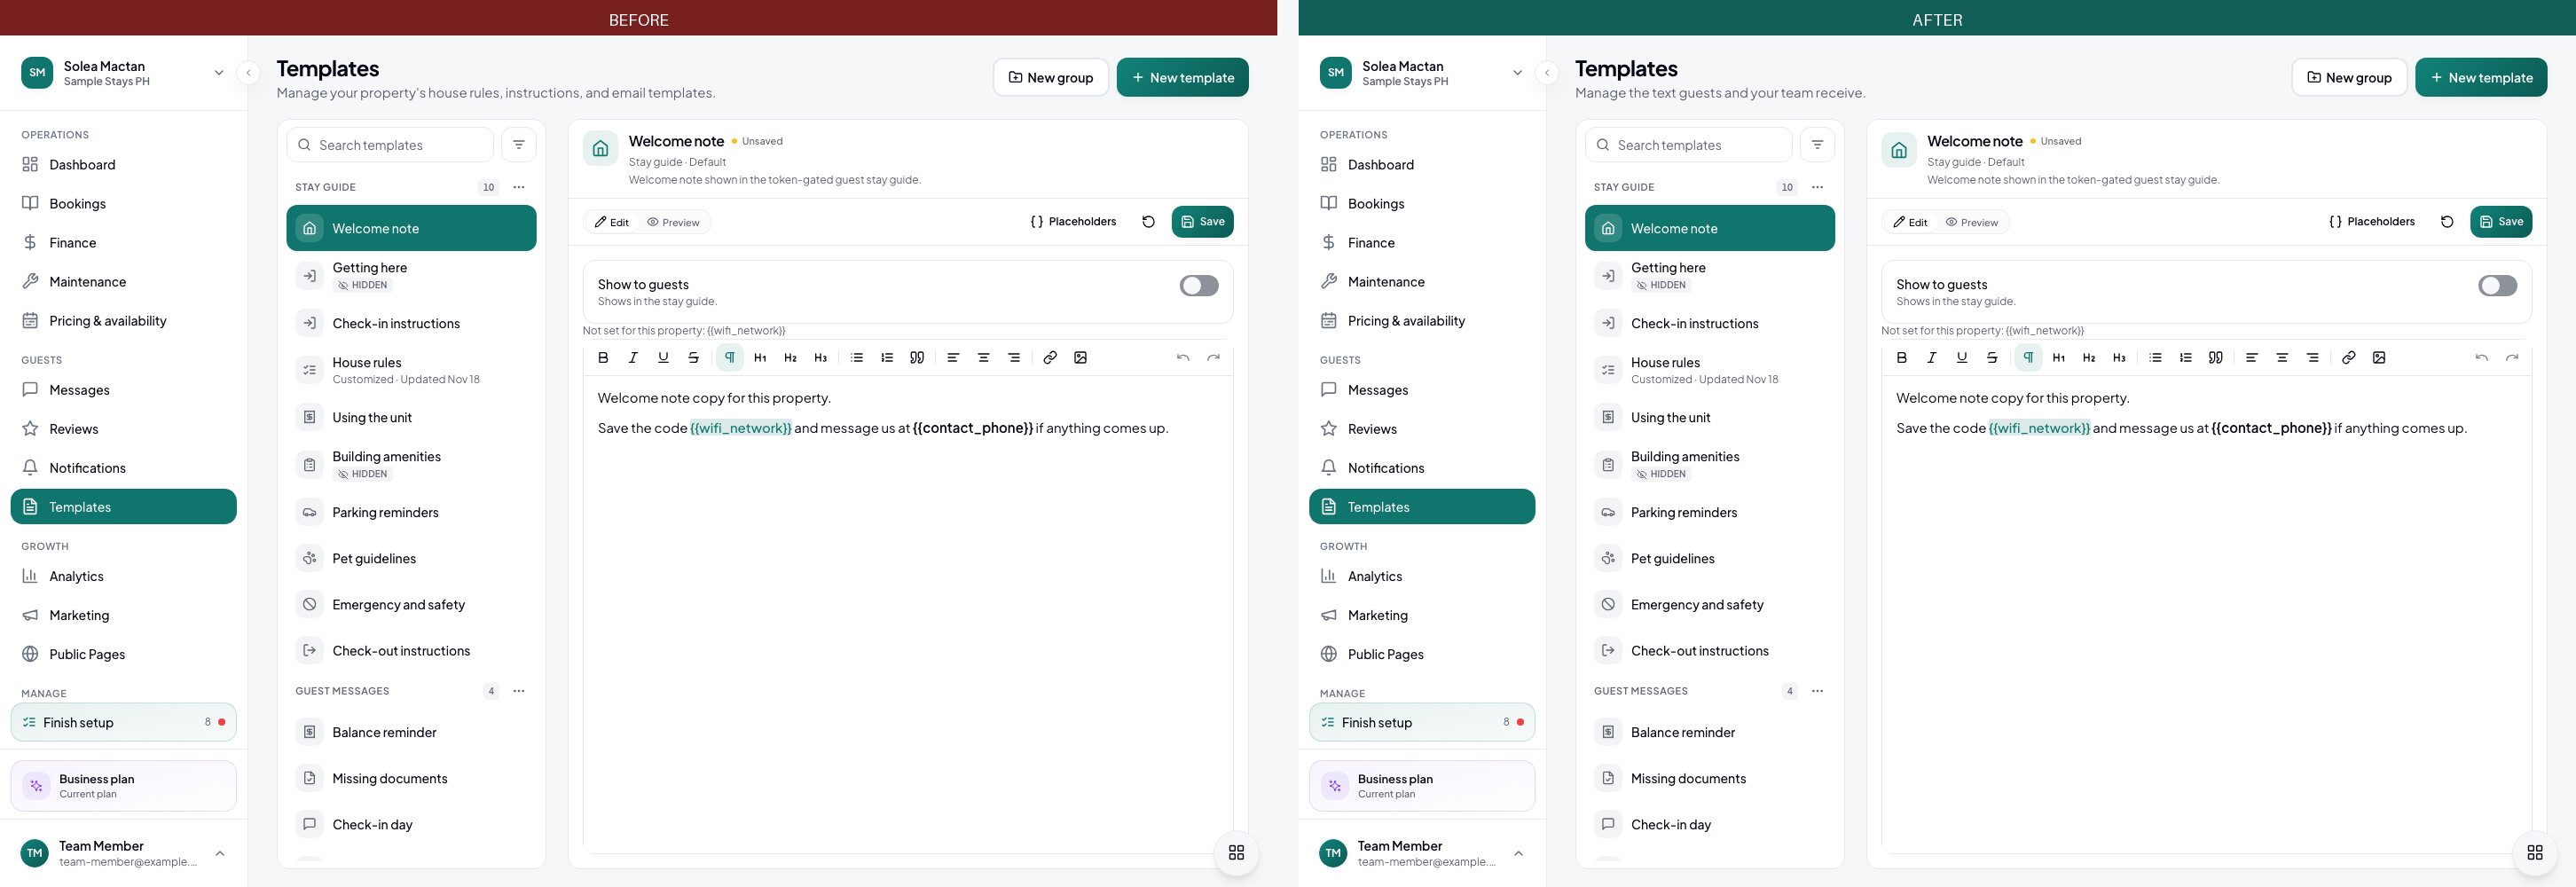 BEFORE
SM
Solea Mactan
Sample Stays PH
OPERATIONS
Dashboard
Bookings
Finance
Maintenance
Pricing & availability
GUESTS
Messages
Reviews
Notifications
Templates
GROWTH
Analytics
Marketing
Public Pages
MANAGE
Finish setup 8
Business plan
Current plan
TM
Team Member
team-member@example....
Templates
Manage your property's house rules, instructions, and email templates.
New group
New template
Search templates
STAY GUIDE 10
Welcome note
Getting here
HIDDEN
Check-in instructions
House rules
Customized · Updated Nov 18
Using the unit
Building amenities
HIDDEN
Parking reminders
Pet guidelines
Emergency and safety
Check-out instructions
GUEST MESSAGES 4
Balance reminder
Missing documents
Check-in day
Welcome note Unsaved
Stay guide · Default
Welcome note shown in the token-gated guest stay guide.
Edit Preview
{ } Placeholders
Save
Show to guests
Shows in the stay guide.
Not set for this property: {{wifi_network}}
B I U S ¶ H1 H2 H3
Welcome note copy for this property.
Save the code {{wifi_network}} and message us at {{contact_phone}} if anything comes up.
AFTER
SM
Solea Mactan
Sample Stays PH
OPERATIONS
Dashboard
Bookings
Finance
Maintenance
Pricing & availability
GUESTS
Messages
Reviews
Notifications
Templates
GROWTH
Analytics
Marketing
Public Pages
MANAGE
Finish setup 8
Business plan
Current plan
TM
Team Member
team-member@example....
Templates
Manage the text guests and your team receive.
New group
New template
Search templates
STAY GUIDE 10
Welcome note
Getting here
HIDDEN
Check-in instructions
House rules
Customized · Updated Nov 18
Using the unit
Building amenities
HIDDEN
Parking reminders
Pet guidelines
Emergency and safety
Check-out instructions
GUEST MESSAGES 4
Balance reminder
Missing documents
Check-in day
Welcome note Unsaved
Stay guide · Default
Welcome note shown in the token-gated guest stay guide.
Edit Preview
{ } Placeholders
Save
Show to guests
Shows in the stay guide.
Not set for this property: {{wifi_network}}
B I U S ¶ H1 H2 H3
Welcome note copy for this property.
Save the code {{wifi_network}} and message us at {{contact_phone}} if anything comes up.